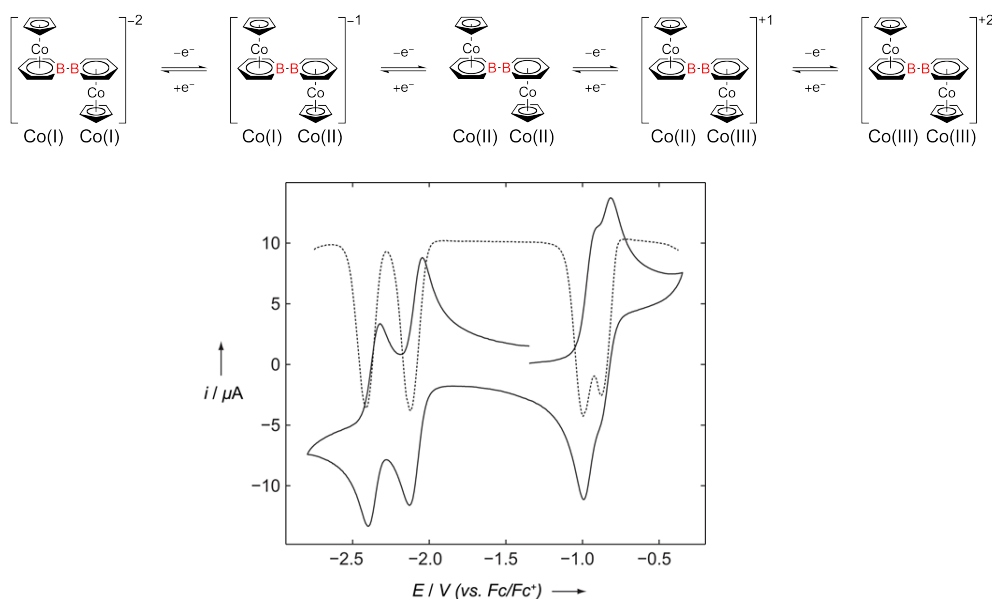 −2 −1 +1 +2
Co Co Co Co Co
−e⁻ −e⁻ −e⁻ −e⁻
B-B B-B B-B B-B B-B
+e⁻ +e⁻ +e⁻ +e⁻
Co Co Co Co Co
Co(I) Co(I) Co(I) Co(II) Co(II) Co(II) Co(II) Co(III) Co(III) Co(III)
10
5
0
i / µA
−5
−10
−2.5 −2.0 −1.0 −0.5
E / V (vs. Fc/Fc⁺)